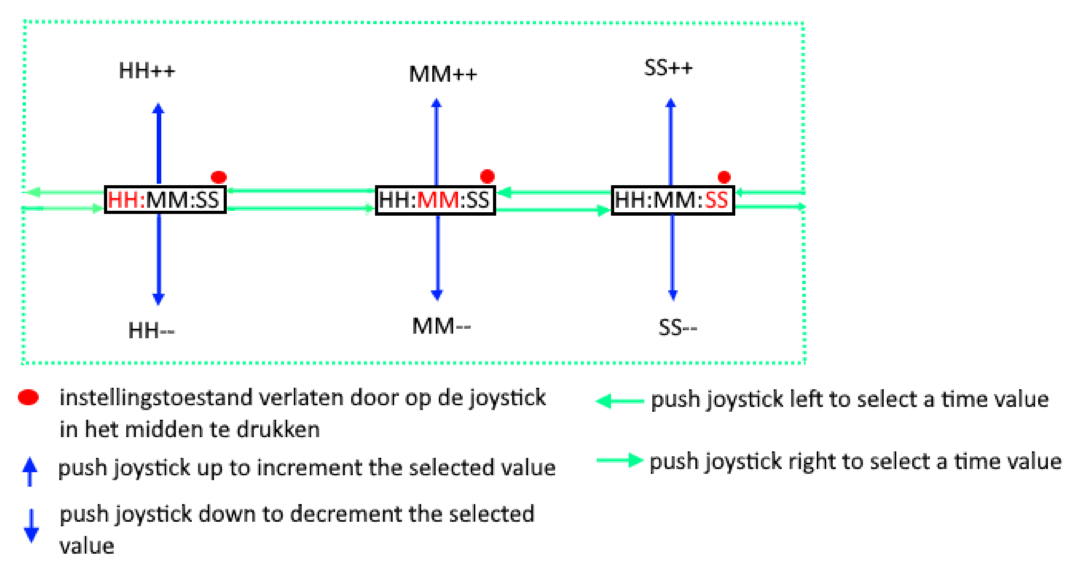 HH++
MM++
SS++
HH:MM:SS
HH:MM:SS
HH:MM:SS
HH--
MM--
SS--
instellingstoestand verlaten door op de joystick
in het midden te drukken
push joystick up to increment the selected value
push joystick down to decrement the selected
value
push joystick left to select a time value
push joystick right to select a time value